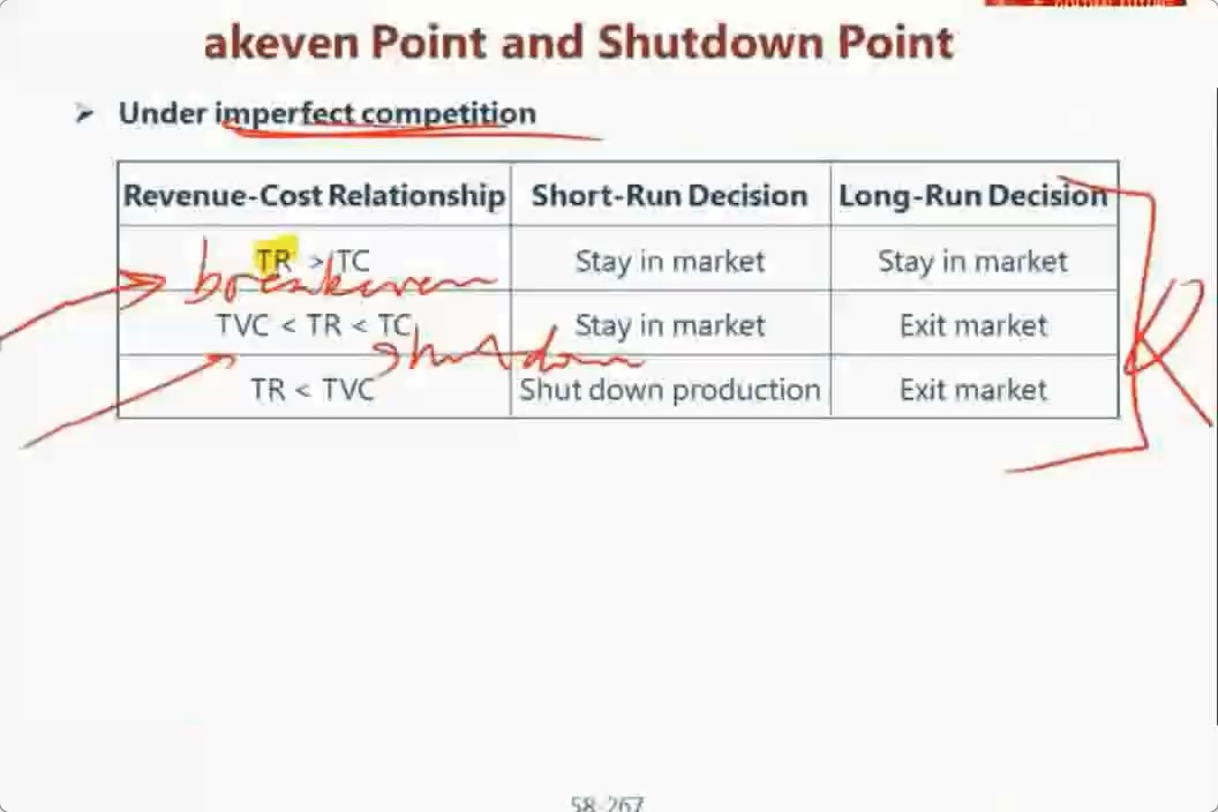 akeven Point and Shutdown Point
➤ Under imperfect competition
Revenue-Cost Relationship Short-Run Decision Long-Run Decision
TR > TC Stay in market Stay in market
breakeven
TVC < TR < TC Stay in market Exit market
shutdown
TR < TVC Shut down production Exit market
R
58-267